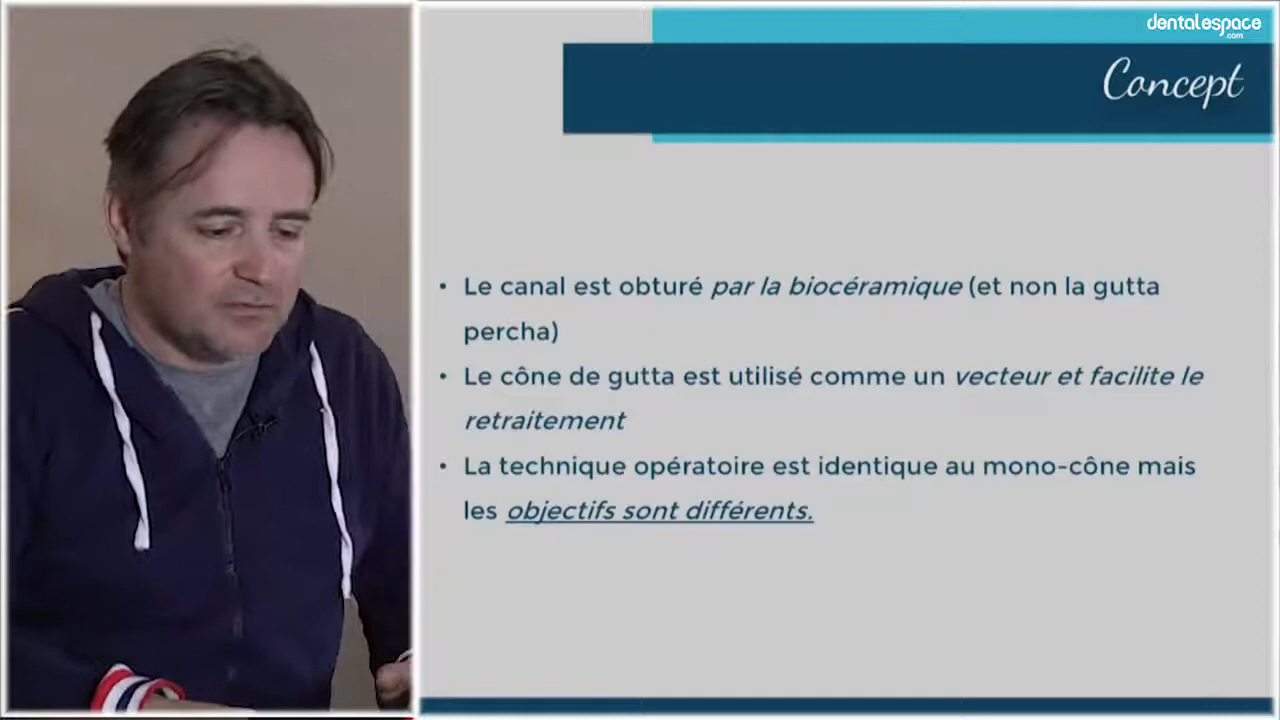 dentalespace
.com
Concept
• Le canal est obturé par la biocéramique (et non la gutta
percha)
• Le cône de gutta est utilisé comme un vecteur et facilite le
retraitement
• La technique opératoire est identique au mono-cône mais
les objectifs sont différents.